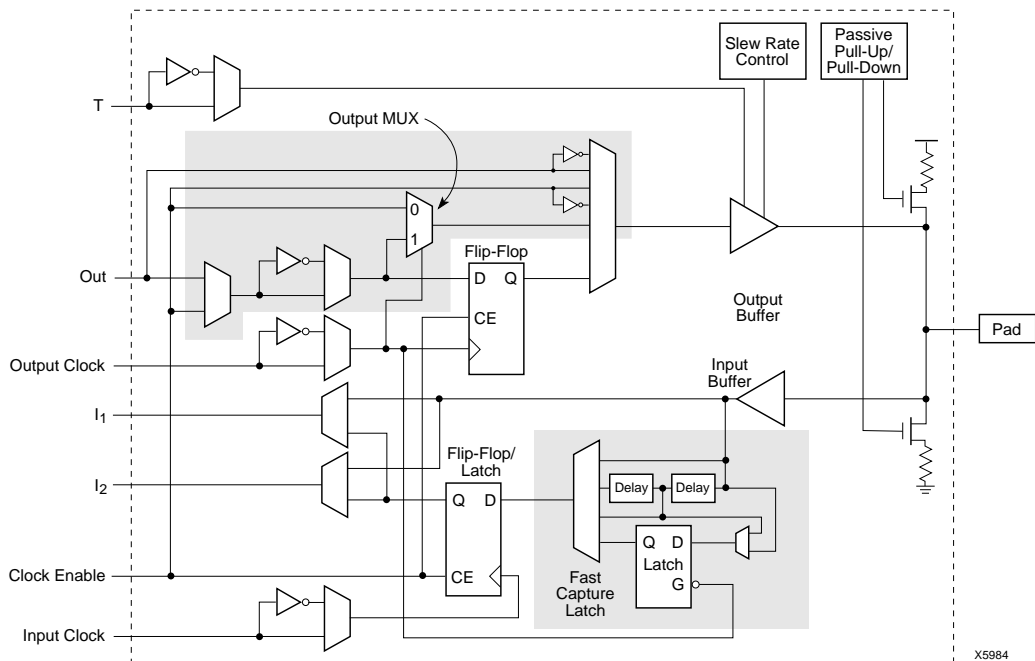 Slew Rate
Control
Passive
Pull-Up/
Pull-Down
T
Output MUX
0
1
Flip-Flop
D Q
CE
Out
Output
Buffer
Pad
Output Clock
Input
Buffer
I1
Flip-Flop/
Latch
I2
Delay
Delay
Q D
Q D
Latch
G
CE
Clock Enable
Fast
Capture
Latch
Input Clock
X5984